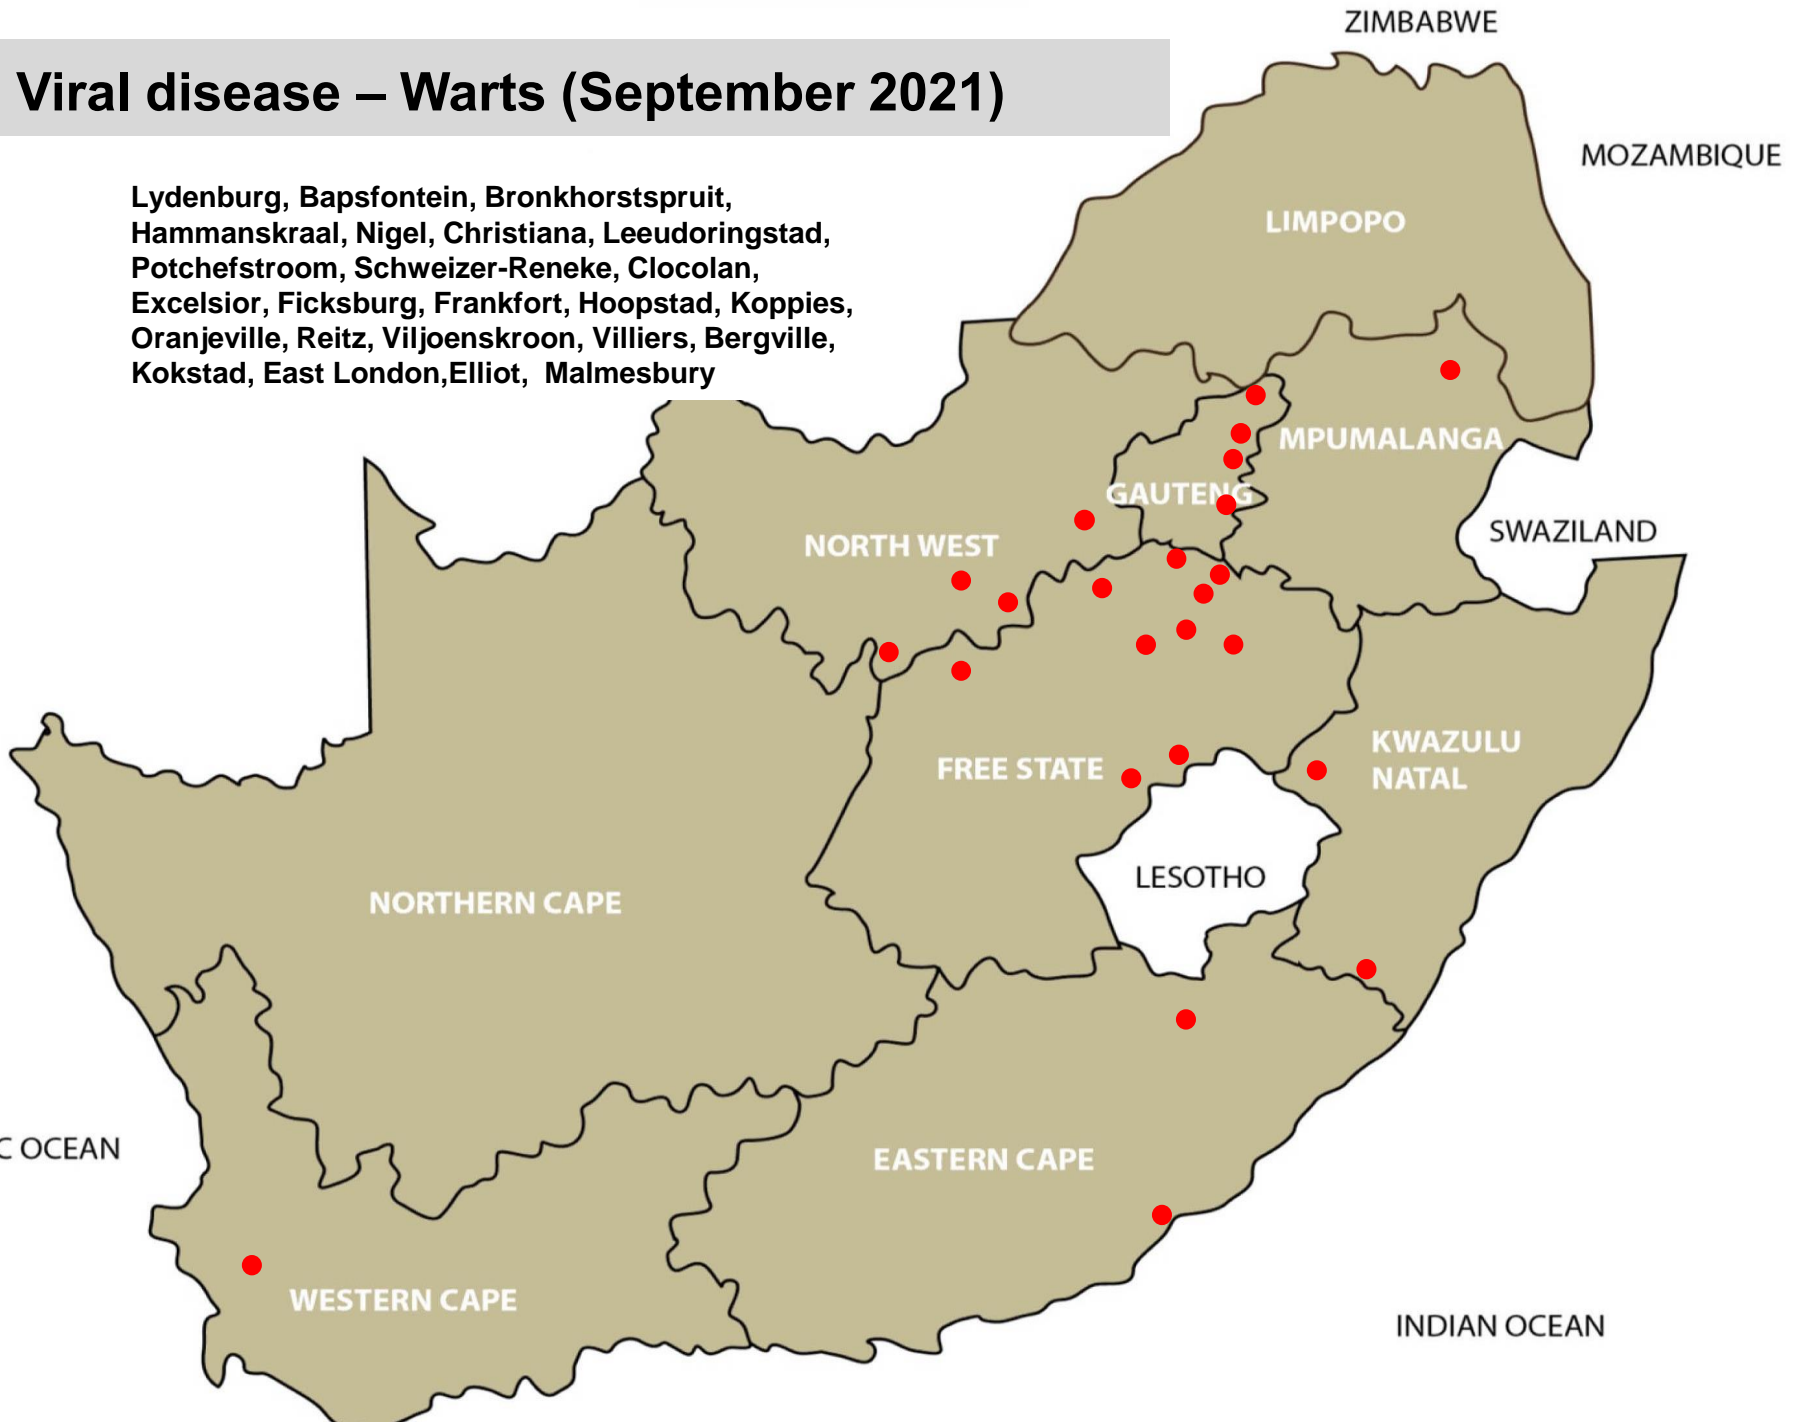 ZIMBABWE
Viral disease – Warts (September 2021)
MOZAMBIQUE
Lydenburg, Bapsfontein, Bronkhorstspruit,
Hammanskraal, Nigel, Christiana, Leeudoringstad,
Potchefstroom, Schweizer-Reneke, Clocolan,
Excelsior, Ficksburg, Frankfort, Hoopstad, Koppies,
Oranjeville, Reitz, Viljoenskroon, Villiers, Bergville,
Kokstad, East London,Elliot, Malmesbury
LIMPOPO
MPUMALANGA
GAUTENG
SWAZILAND
NORTH WEST
KWAZULU
NATAL
FREE STATE
LESOTHO
NORTHERN CAPE
C OCEAN
EASTERN CAPE
WESTERN CAPE
INDIAN OCEAN